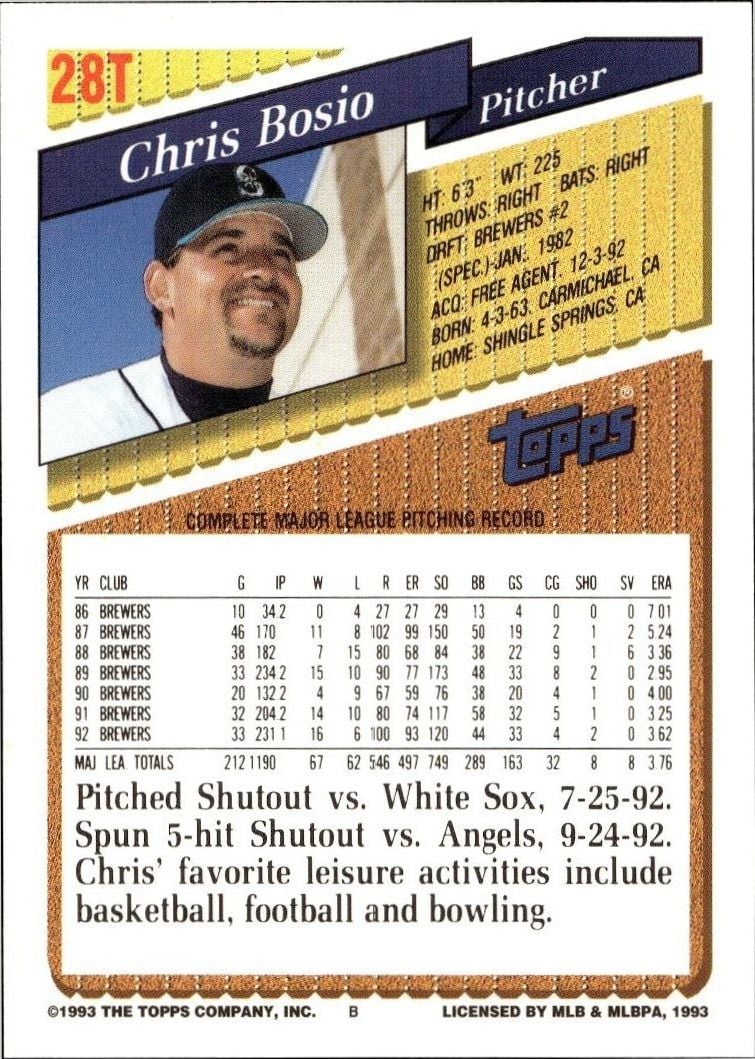 28T
Chris Bosio
Pitcher
S
HT: 6'3" WT: 225
THROWS: RIGHT BATS: RIGHT
DRFT: BREWERS #2
(SPEC.)-JAN. 1982
ACQ: FREE AGENT, 12-3-92
BORN: 4-3-63, CARMICHAEL, CA
HOME: SHINGLE SPRINGS, CA
TOPPS®
COMPLETE MAJOR LEAGUE PITCHING RECORD
YR CLUB G IP W L R ER SO BB GS CG SHO SV ERA
86 BREWERS 10 34.2 0 4 27 27 29 13 4 0 0 0 7.01
87 BREWERS 46 170 11 8 102 99 150 50 19 2 1 2 5.24
88 BREWERS 38 182 7 15 80 68 84 38 22 9 1 6 3.36
89 BREWERS 33 234.2 15 10 90 77 173 48 33 8 2 0 2.95
90 BREWERS 20 132.2 4 9 67 59 76 38 20 4 1 0 4.00
91 BREWERS 32 204.2 14 10 80 74 117 58 32 5 1 0 3.25
92 BREWERS 33 231.1 16 6 100 93 120 44 33 4 2 0 3.62
MAJ. LEA. TOTALS 212 1190 67 62 546 497 749 289 163 32 8 8 3.76
Pitched Shutout vs. White Sox, 7-25-92.
Spun 5-hit Shutout vs. Angels, 9-24-92.
Chris' favorite leisure activities include
basketball, football and bowling.
©1993 THE TOPPS COMPANY, INC. B LICENSED BY MLB & MLBPA, 1993